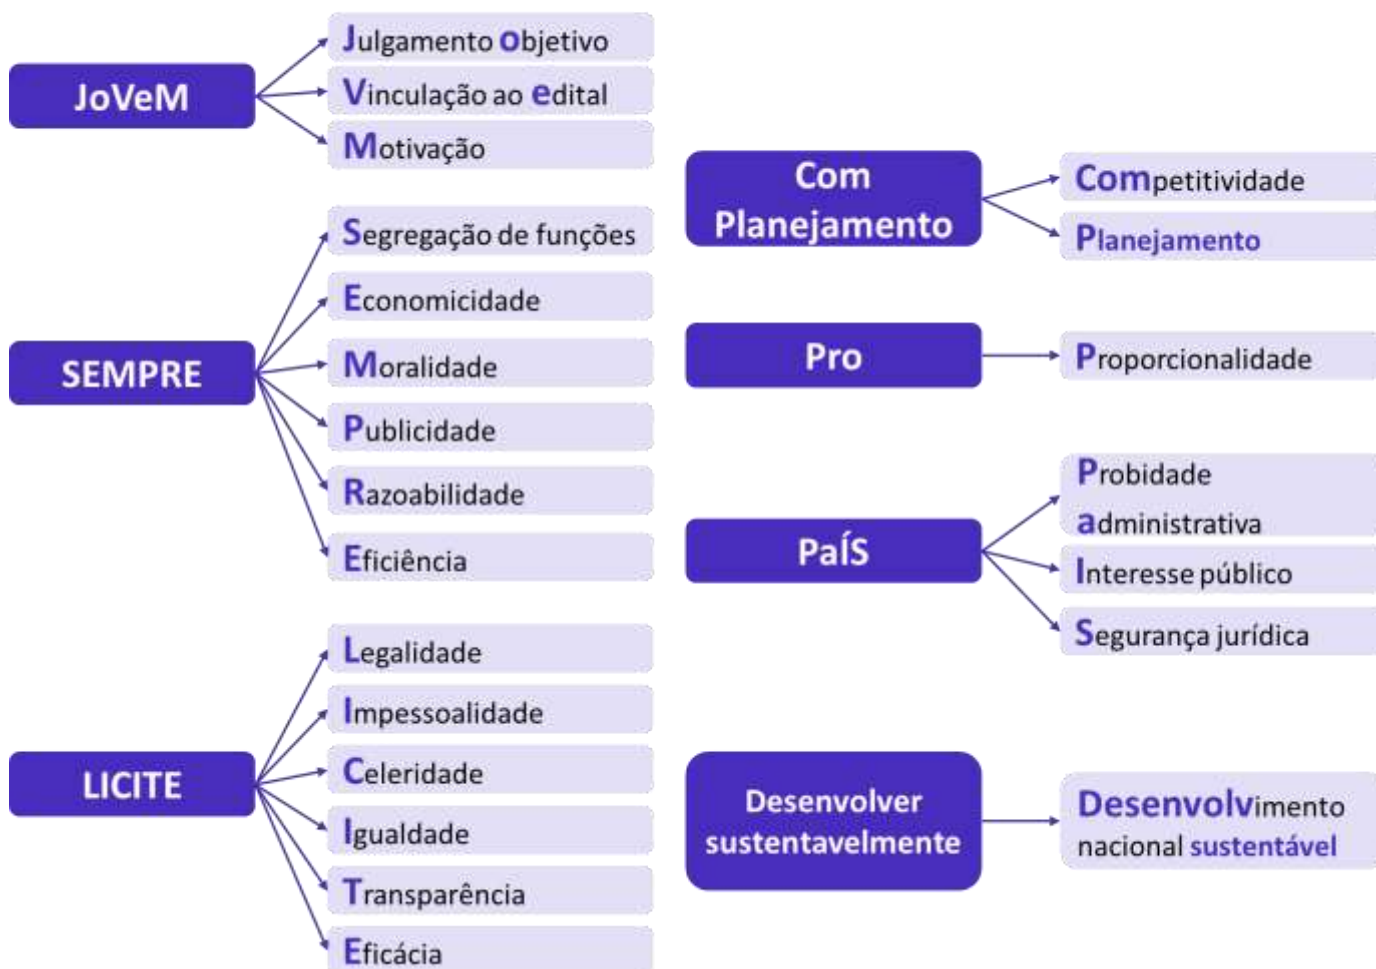 JoVeM
Julgamento objetivo
Vinculação ao edital
Motivação
SEMPRE
Segregação de funções
Economicidade
Moralidade
Publicidade
Razoabilidade
Eficiência
LICITE
Legalidade
Impessoalidade
Celeridade
Igualdade
Transparência
Eficácia
Com
Planejamento
Competitividade
Planejamento
Pro
Proporcionalidade
PaÍS
Probidade
administrativa
Interesse público
Segurança jurídica
Desenvolver
sustentavelmente
Desenvolvimento
nacional sustentável